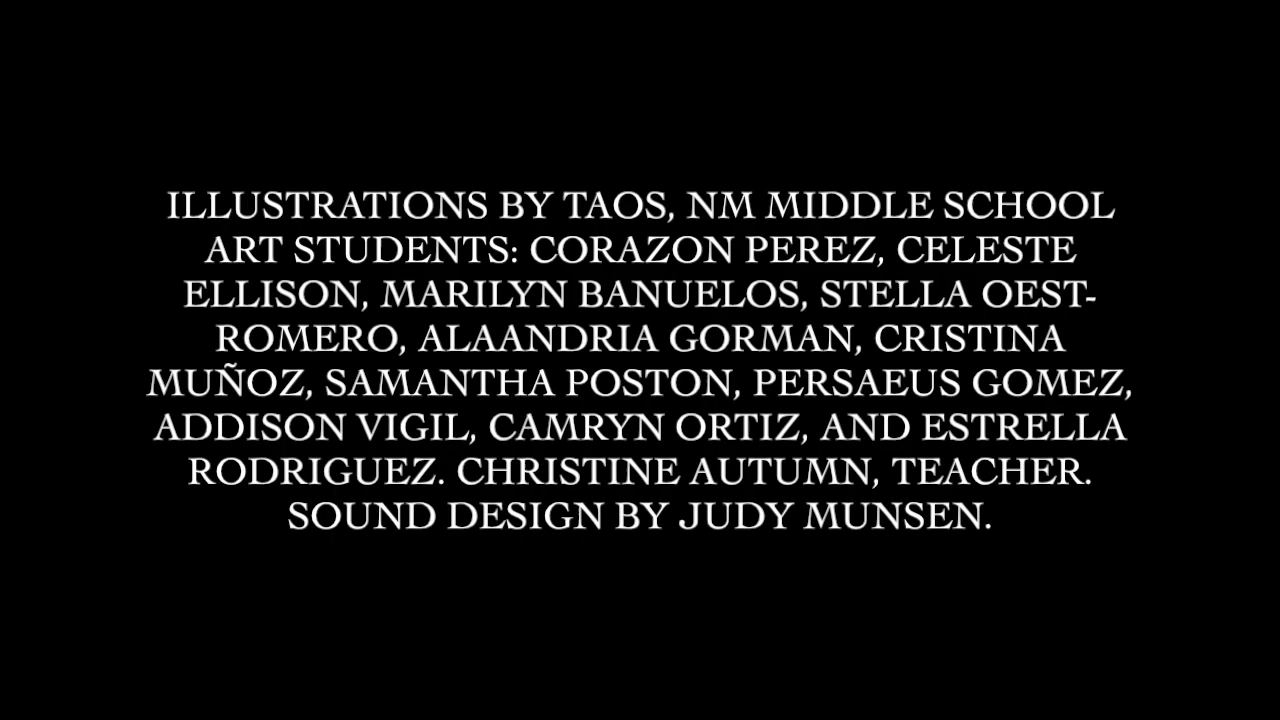 ILLUSTRATIONS BY TAOS, NM MIDDLE SCHOOL
ART STUDENTS: CORAZON PEREZ, CELESTE
ELLISON, MARILYN BANUELOS, STELLA OEST-
ROMERO, ALAANDRIA GORMAN, CRISTINA
MUÑOZ, SAMANTHA POSTON, PERSAEUS GOMEZ,
ADDISON VIGIL, CAMRYN ORTIZ, AND ESTRELLA
RODRIGUEZ. CHRISTINE AUTUMN, TEACHER.
SOUND DESIGN BY JUDY MUNSEN.